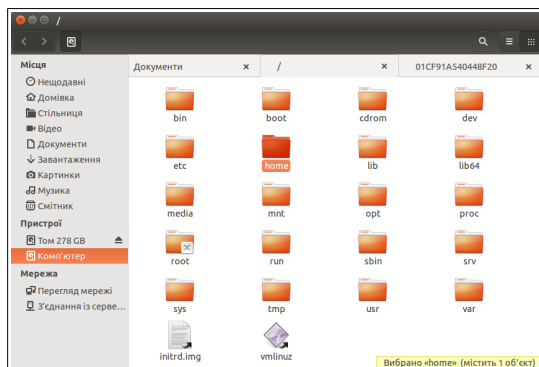 /
Місця
Нещодавні
Домівка
Стільниця
Відео
Документи
Завантаження
Картинки
Музика
Смітник
Пристрої
Том 278 GB
Комп'ютер
Мережа
Перегляд мережі
З'єднання із серве...
Документи / 01CF91A540448F20
bin boot cdrom dev
etc home lib lib64
media mnt opt proc
root run sbin srv
sys tmp usr var
initrd.img vmlinuz
Вибрано «home» (містить 1 об'єкт)